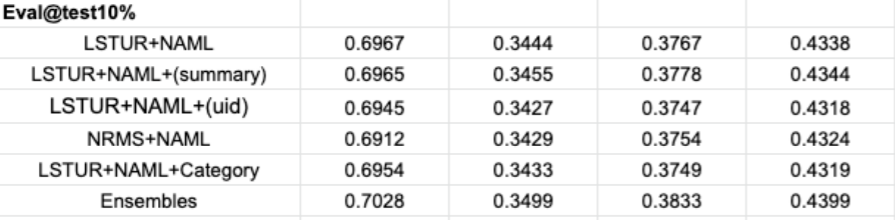 Eval@test10%
LSTUR+NAML 0.6967 0.3444 0.3767 0.4338
LSTUR+NAML+(summary) 0.6965 0.3455 0.3778 0.4344
LSTUR+NAML+(uid) 0.6945 0.3427 0.3747 0.4318
NRMS+NAML 0.6912 0.3429 0.3754 0.4324
LSTUR+NAML+Category 0.6954 0.3433 0.3749 0.4319
Ensembles 0.7028 0.3499 0.3833 0.4399